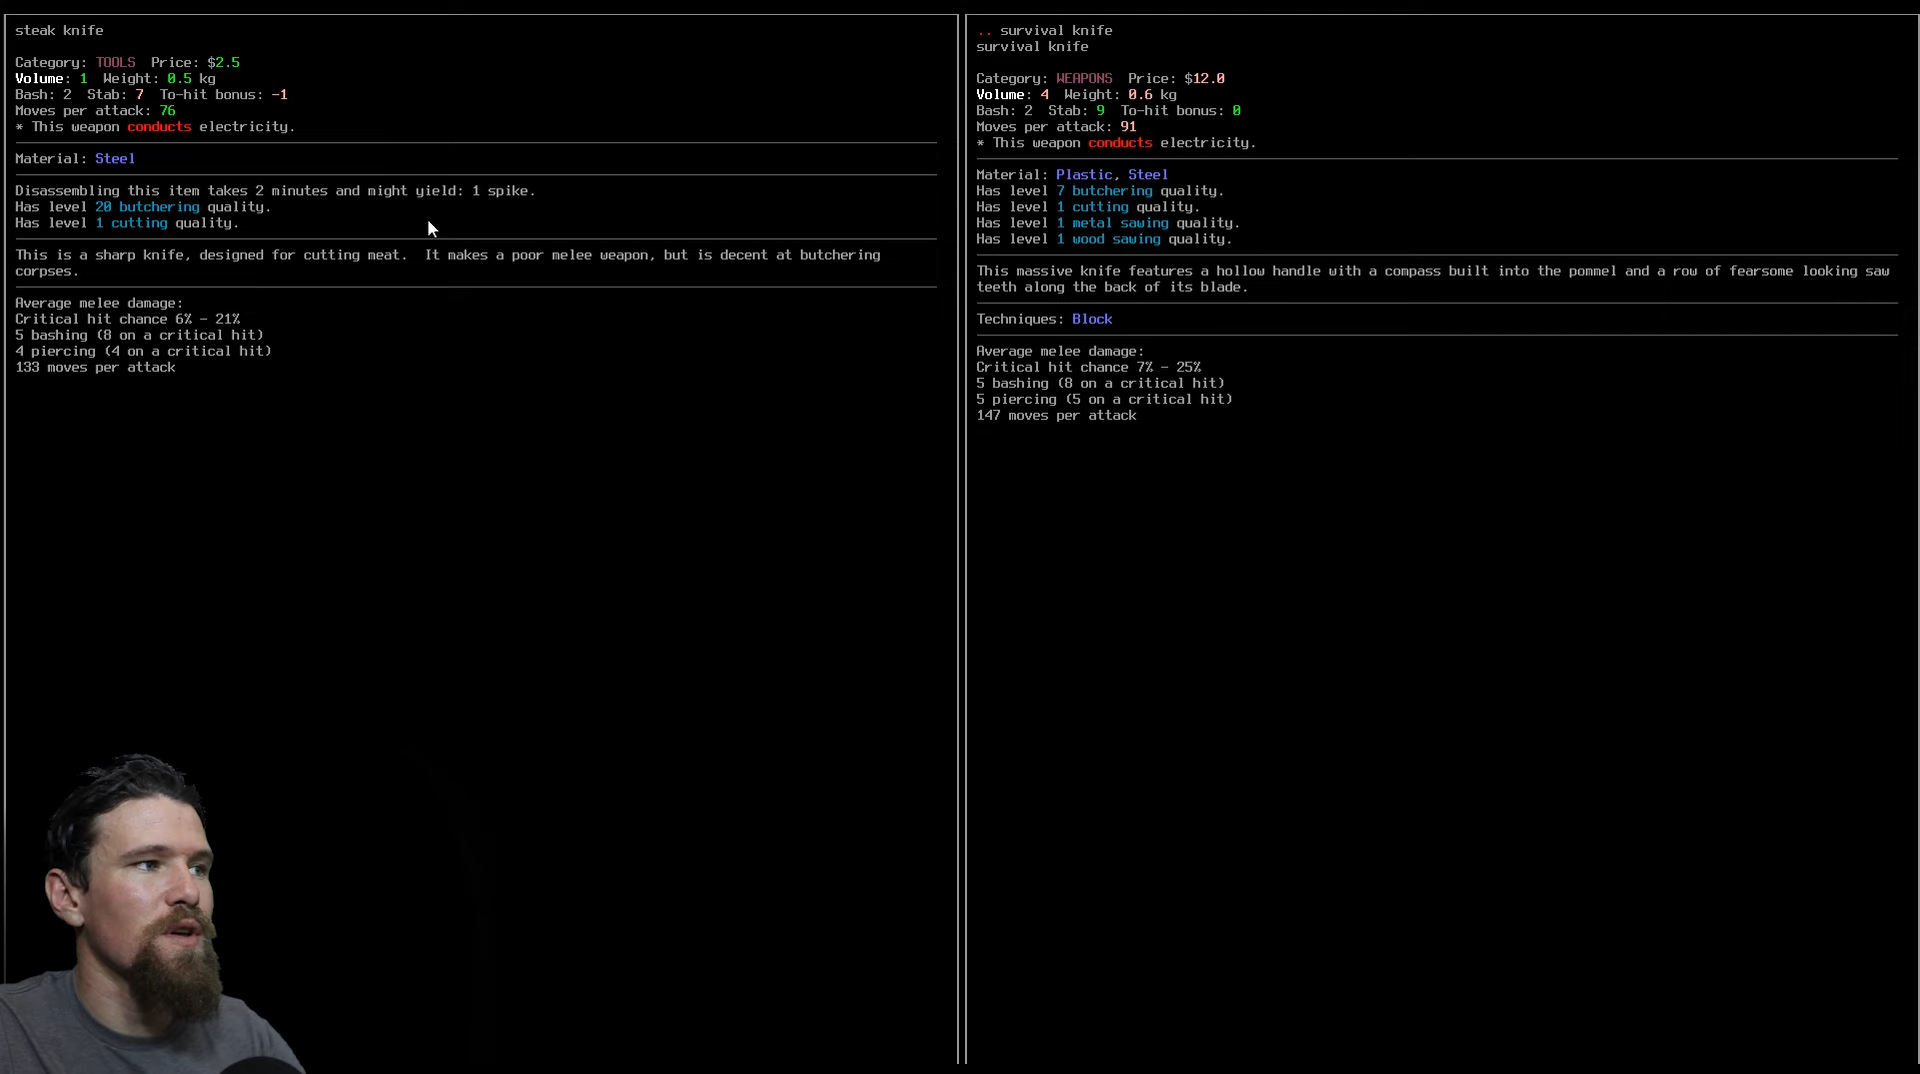 steak knife
Category: TOOLS  Price: $2.5
Volume: 1  Weight: 0.5 kg
Bash: 2  Stab: 7  To-hit bonus: -1
Moves per attack: 76
* This weapon conducts electricity.
Material: Steel
Disassembling this item takes 2 minutes and might yield: 1 spike.
Has level 20 butchering quality.
Has level 1 cutting quality.
This is a sharp knife, designed for cutting meat.  It makes a poor melee weapon, but is decent at butchering
corpses.
Average melee damage:
Critical hit chance 6% - 21%
5 bashing (8 on a critical hit)
4 piercing (4 on a critical hit)
133 moves per attack
.. survival knife
survival knife
Category: WEAPONS  Price: $12.0
Volume: 4  Weight: 0.6 kg
Bash: 2  Stab: 9  To-hit bonus: 0
Moves per attack: 91
* This weapon conducts electricity.
Material: Plastic, Steel
Has level 7 butchering quality.
Has level 1 cutting quality.
Has level 1 metal sawing quality.
Has level 1 wood sawing quality.
This massive knife features a hollow handle with a compass built into the pommel and a row of fearsome looking saw
teeth along the back of its blade.
Techniques: Block
Average melee damage:
Critical hit chance 7% - 25%
5 bashing (8 on a critical hit)
5 piercing (5 on a critical hit)
147 moves per attack